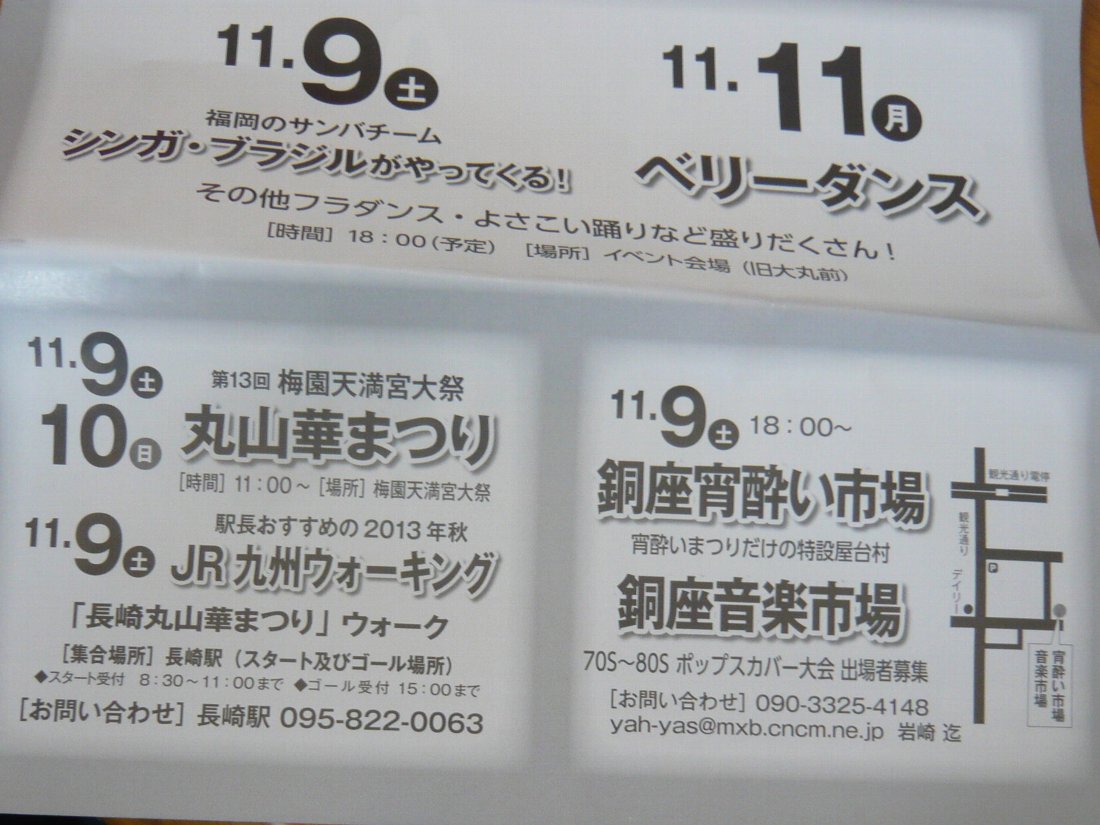 11.9土
福岡のサンバチーム
シンガ・ブラジルがやってくる！
11.11月
ベリーダンス
その他フラダンス・よさこい踊りなど盛りだくさん！
［時間］18：00（予定）　［場所］イベント会場（旧大丸前）
11.9土
10日
第13回 梅園天満宮大祭
丸山華まつり
［時間］11：00～［場所］梅園天満宮大祭
11.9土
駅長おすすめの2013年秋
JR九州ウォーキング
「長崎丸山華まつり」ウォーク
［集合場所］長崎駅（スタート及びゴール場所）
◆スタート受付　8：30～11：00まで ◆ゴール受付 15：00まで
［お問い合わせ］長崎駅 095-822-0063
11.9土 18：00～
銅座宵酔い市場
宵酔いまつりだけの特設屋台村
銅座音楽市場
70S～80S ポップスカバー大会 出場者募集
［お問い合わせ］090-3325-4148
yah-yas@mxb.cncm.ne.jp 岩崎 迄
観光通り電停
観光通り
P
デイリー
宵酔い市場
音楽市場